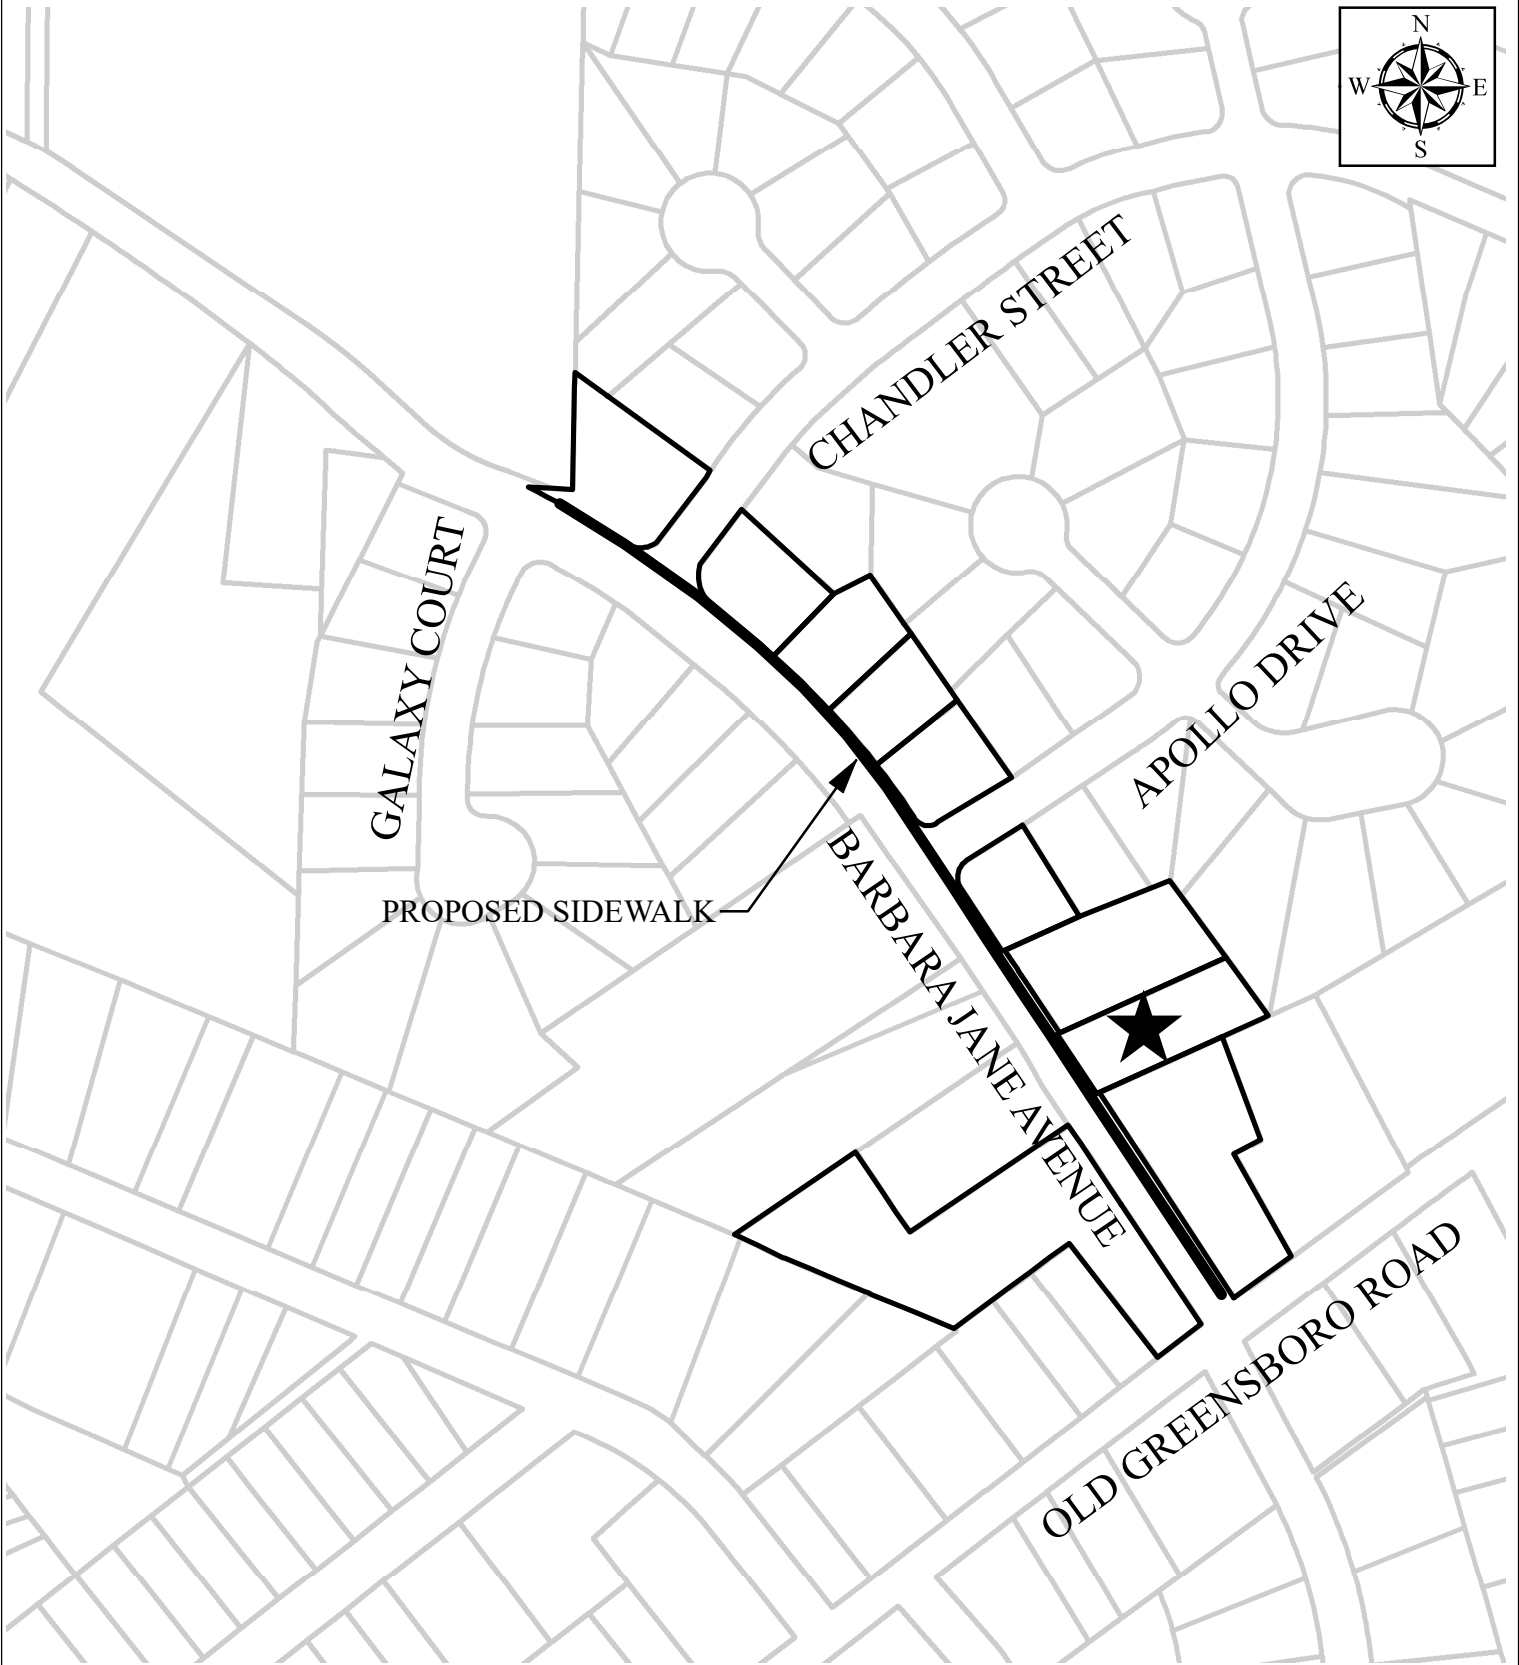 N
W
E
S
CHANDLER STREET
GALAXY COURT
APOLLO DRIVE
PROPOSED SIDEWALK
BARBARA JANE AVENUE
OLD GREENSBORO ROAD